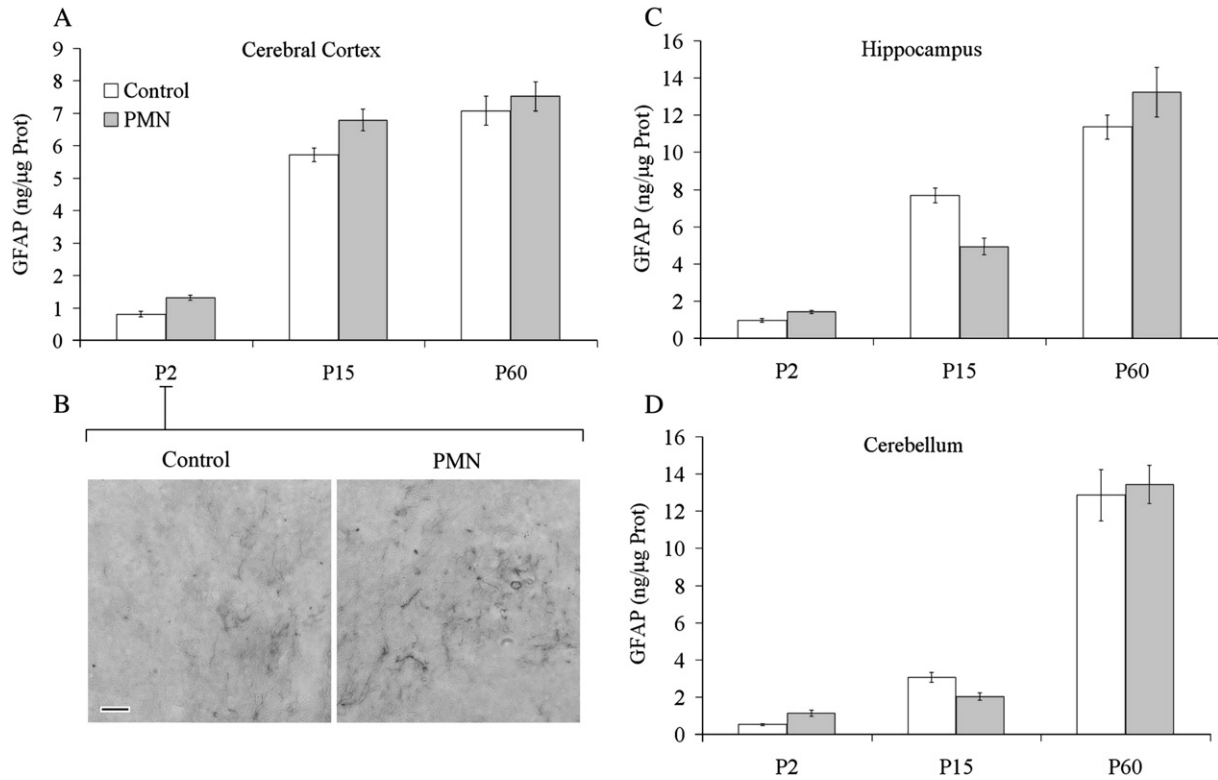 A
Cerebral Cortex
GFAP (ng/µg Prot)
9
8
7
6
5
4
3
2
1
0
Control
PMN
P2
P15
P60
B
Control
PMN
C
Hippocampus
GFAP (ng/µg Prot)
16
14
12
10
8
6
4
2
0
P2
P15
P60
D
Cerebellum
GFAP (ng/µg Prot)
16
14
12
10
8
6
4
2
0
P2
P15
P60